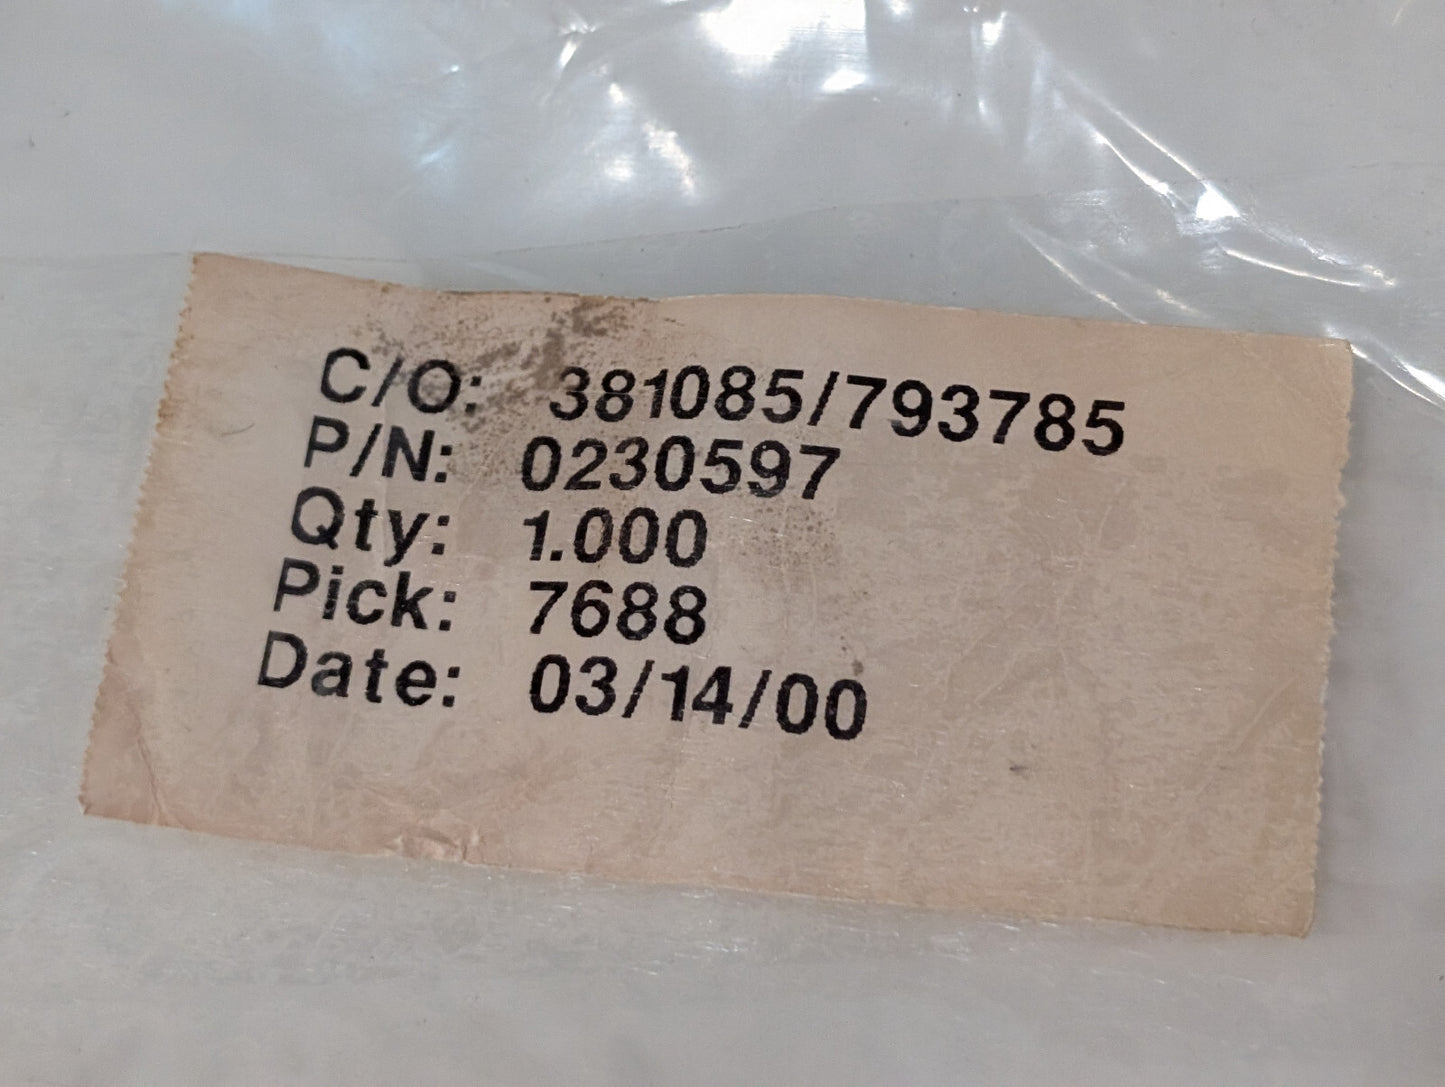 C/O: 381085/793785
P/N: 0230597
Qty: 1.000
Pick: 7688
Date: 03/14/00